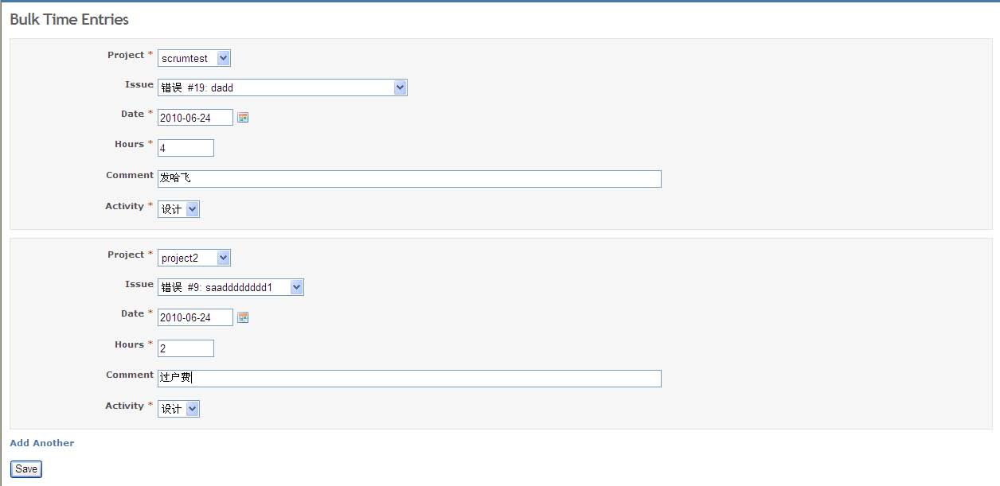 Bulk Time Entries
Project * scrumtest
Issue 错误 #19: dadd
Date * 2010-06-24
Hours * 4
Comment 发哈飞
Activity * 设计
Project * project2
Issue 错误 #9: saadddddddd1
Date * 2010-06-24
Hours * 2
Comment 过户费
Activity * 设计
Add Another
Save